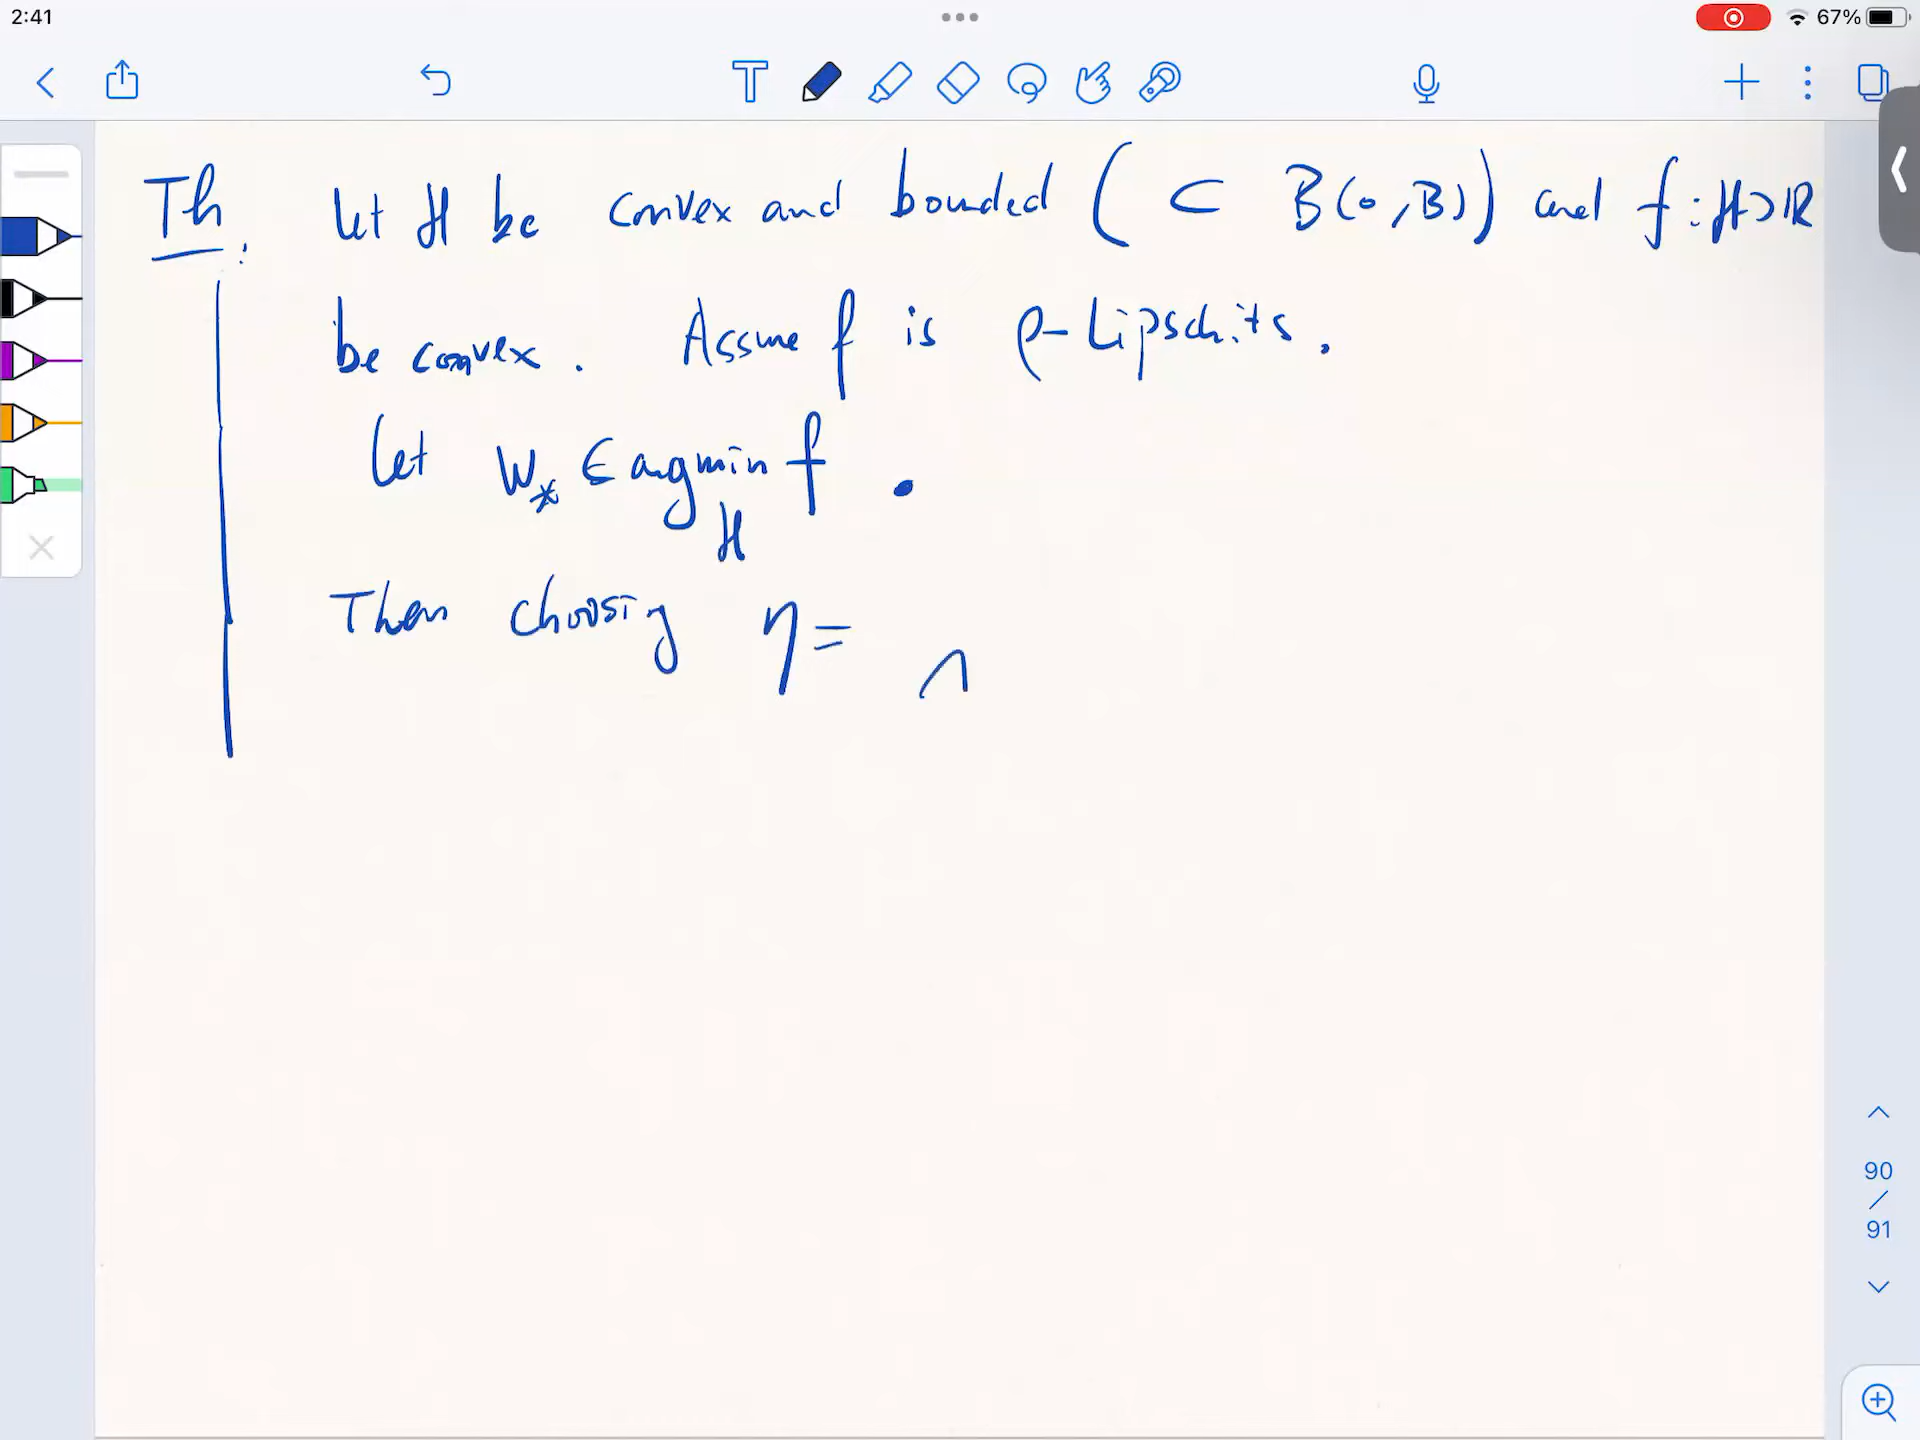 2:41
67%
Th: Let H be convex and bounded ( ⊂ B(0,B)) and f: H → R
be convex. Assume f is ρ-Lipschits.
Let W* ∈ argmin f .
H
Then choosing η =
90
/
91